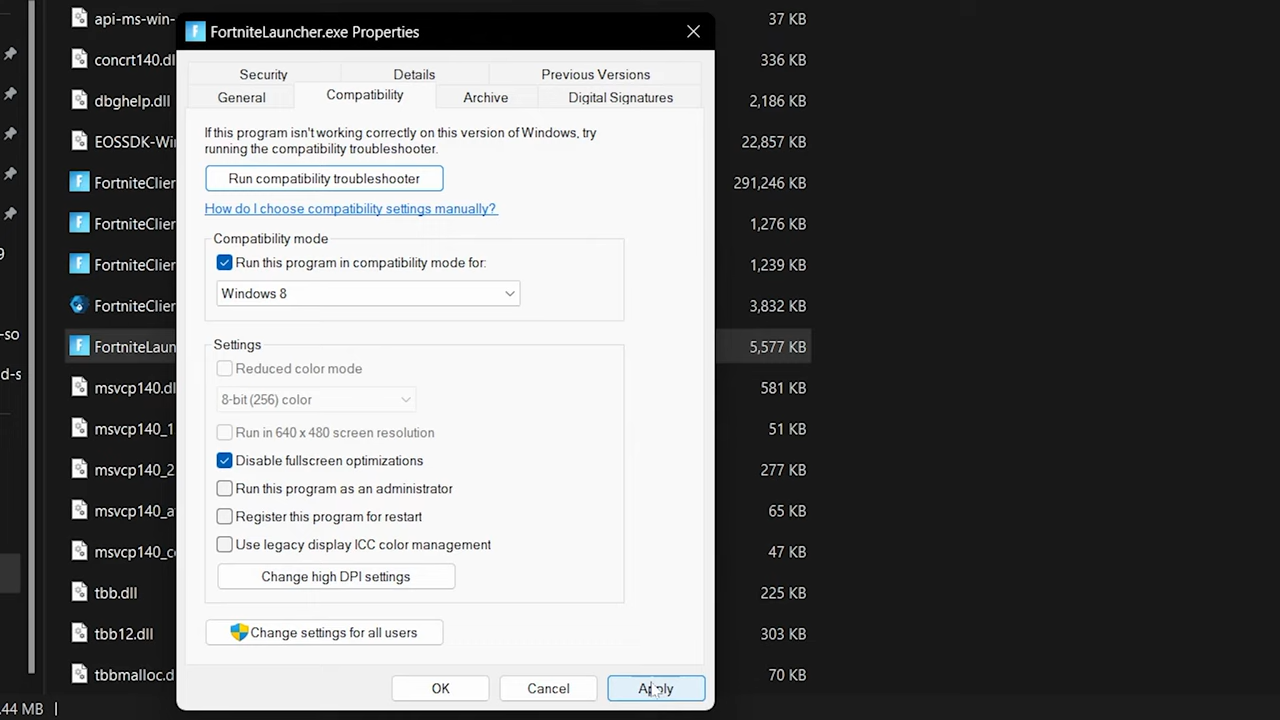 FortniteLauncher.exe Properties
Security
Details
Previous Versions
General
Compatibility
Archive
Digital Signatures
If this program isn't working correctly on this version of Windows, try
running the compatibility troubleshooter.
Run compatibility troubleshooter
How do I choose compatibility settings manually?
Compatibility mode
Run this program in compatibility mode for:
Windows 8
Settings
Reduced color mode
8-bit (256) color
Run in 640 x 480 screen resolution
Disable fullscreen optimizations
Run this program as an administrator
Register this program for restart
Use legacy display ICC color management
Change high DPI settings
Change settings for all users
OK
Cancel
Apply
api-ms-win- 37 KB
concrt140.dl 336 KB
dbghelp.dll 2,186 KB
EOSSDK-Wi 22,857 KB
FortniteClier 291,246 KB
FortniteClier 1,276 KB
FortniteClier 1,239 KB
FortniteClier 3,832 KB
FortniteLaun 5,577 KB
msvcp140.dl 581 KB
msvcp140_1 51 KB
msvcp140_2 277 KB
msvcp140_a 65 KB
msvcp140_c 47 KB
tbb.dll 225 KB
tbb12.dll 303 KB
tbbmalloc.d 70 KB
9
-so
d-s
.44 MB